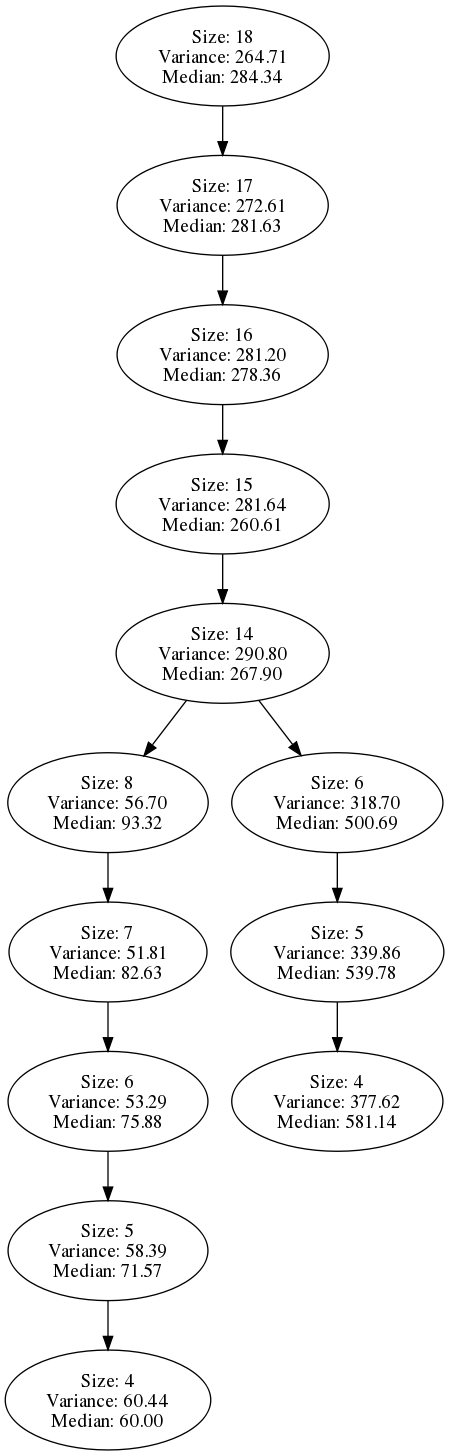 Size: 18
Variance: 264.71
Median: 284.34
Size: 17
Variance: 272.61
Median: 281.63
Size: 16
Variance: 281.20
Median: 278.36
Size: 15
Variance: 281.64
Median: 260.61
Size: 14
Variance: 290.80
Median: 267.90
Size: 8
Variance: 56.70
Median: 93.32
Size: 6
Variance: 318.70
Median: 500.69
Size: 7
Variance: 51.81
Median: 82.63
Size: 5
Variance: 339.86
Median: 539.78
Size: 6
Variance: 53.29
Median: 75.88
Size: 4
Variance: 377.62
Median: 581.14
Size: 5
Variance: 58.39
Median: 71.57
Size: 4
Variance: 60.44
Median: 60.00